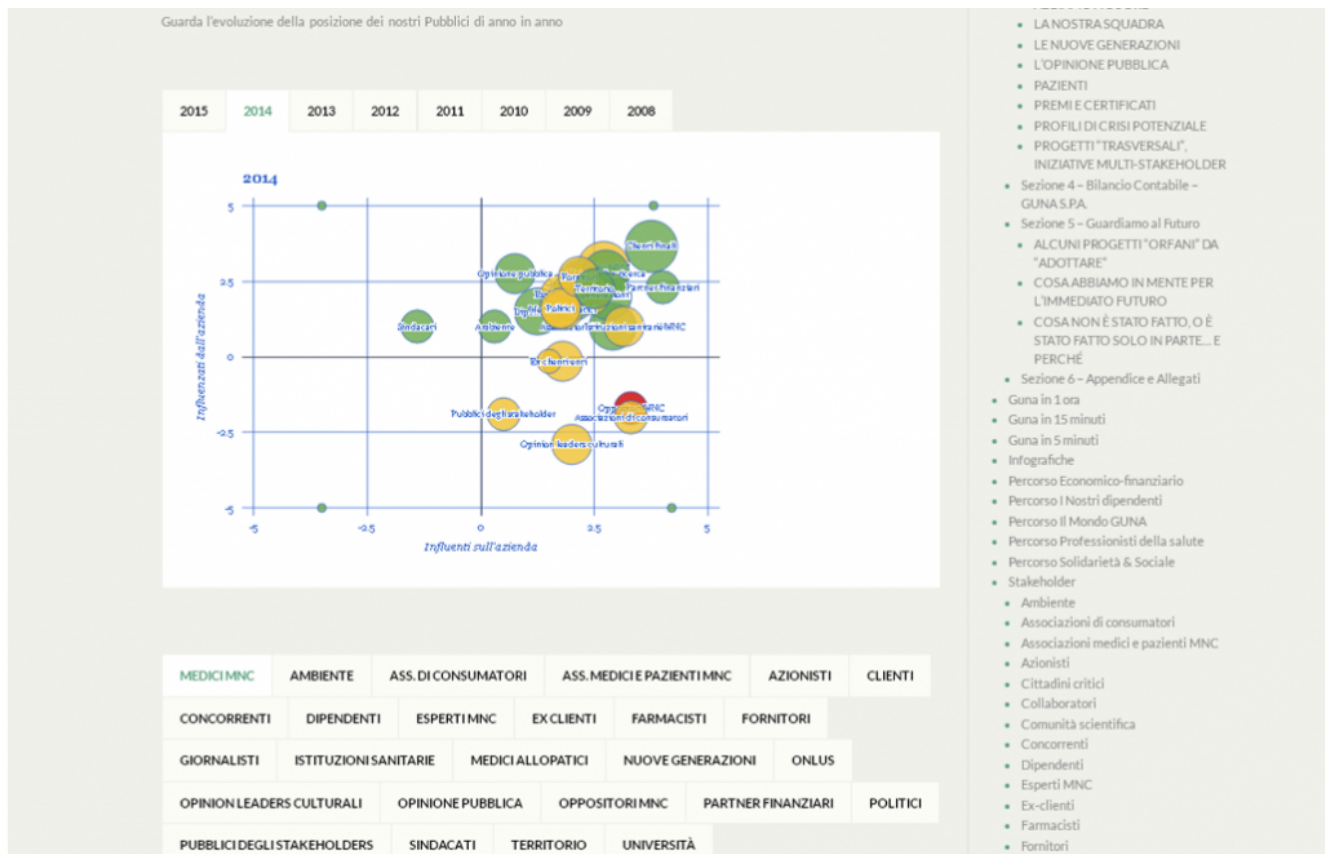 Guarda l'evoluzione della posizione dei nostri Pubblici di anno in anno
2015
2014
2013
2012
2011
2010
2009
2008
2014
5
2.5
0
-2.5
-5
-5
-2.5
0
2.5
5
Influenzati dall'azienda
Influenti sull'azienda
Clienti finali
Opinione pubblica
Partner finanziari
Territorio
Politici
Sindacati
Ambiente
Pubblici degli stakeholder
Associazioni di consumatori
Opinion leaders culturali
MEDICI MNC
AMBIENTE
ASS. DI CONSUMATORI
ASS. MEDICI E PAZIENTI MNC
AZIONISTI
CLIENTI
CONCORRENTI
DIPENDENTI
ESPERTI MNC
EX CLIENTI
FARMACISTI
FORNITORI
GIORNALISTI
ISTITUZIONI SANITARIE
MEDICI ALLOPATICI
NUOVE GENERAZIONI
ONLUS
OPINION LEADERS CULTURALI
OPINIONE PUBBLICA
OPPOSITORI MNC
PARTNER FINANZIARI
POLITICI
PUBBLICI DEGLI STAKEHOLDERS
SINDACATI
TERRITORIO
UNIVERSITÀ
LA NOSTRA SQUADRA
LE NUOVE GENERAZIONI
L'OPINIONE PUBBLICA
PAZIENTI
PREMI E CERTIFICATI
PROFILI DI CRISI POTENZIALE
PROGETTI "TRASVERSALI",
INIZIATIVE MULTI-STAKEHOLDER
Sezione 4 – Bilancio Contabile –
GUNA S.P.A.
Sezione 5 – Guardiamo al Futuro
ALCUNI PROGETTI "ORFANI" DA
"ADOTTARE"
COSA ABBIAMO IN MENTE PER
L'IMMEDIATO FUTURO
COSA NON È STATO FATTO, O È
STATO FATTO SOLO IN PARTE... E
PERCHÉ
Sezione 6 – Appendice e Allegati
Guna in 1 ora
Guna in 15 minuti
Guna in 5 minuti
Infografiche
Percorso Economico-finanziario
Percorso I Nostri dipendenti
Percorso Il Mondo GUNA
Percorso Professionisti della salute
Percorso Solidarietà & Sociale
Stakeholder
Ambiente
Associazioni di consumatori
Associazioni medici e pazienti MNC
Azionisti
Cittadini critici
Collaboratori
Comunità scientifica
Concorrenti
Dipendenti
Esperti MNC
Ex-clienti
Farmacisti
Fornitori